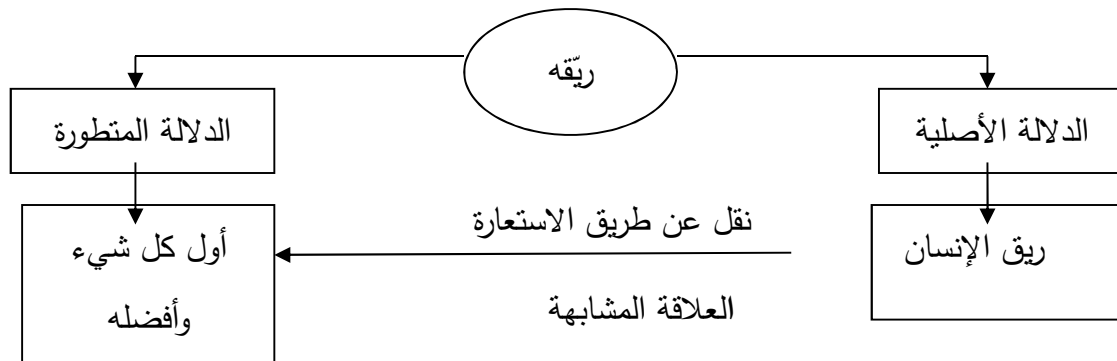 ريّقه
الدلالة الأصلية
الدلالة المتطورة
ريق الإنسان
نقل عن طريق الاستعارة
العلاقة المشابهة
أول كل شيء
وأفضله